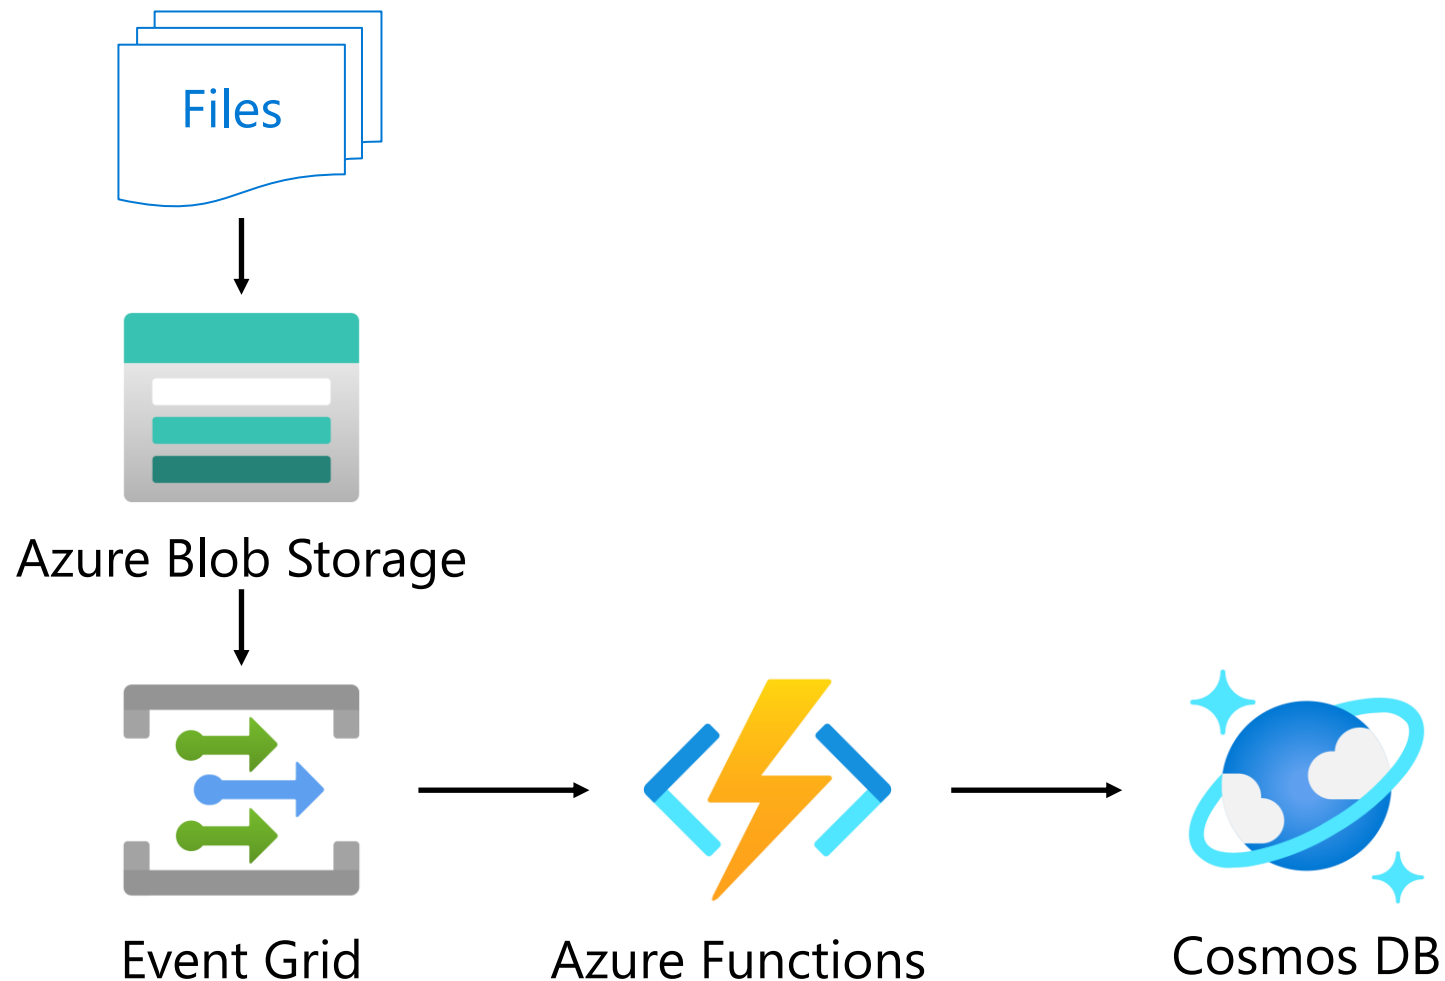 Files
Azure Blob Storage
Event Grid
Azure Functions
Cosmos DB